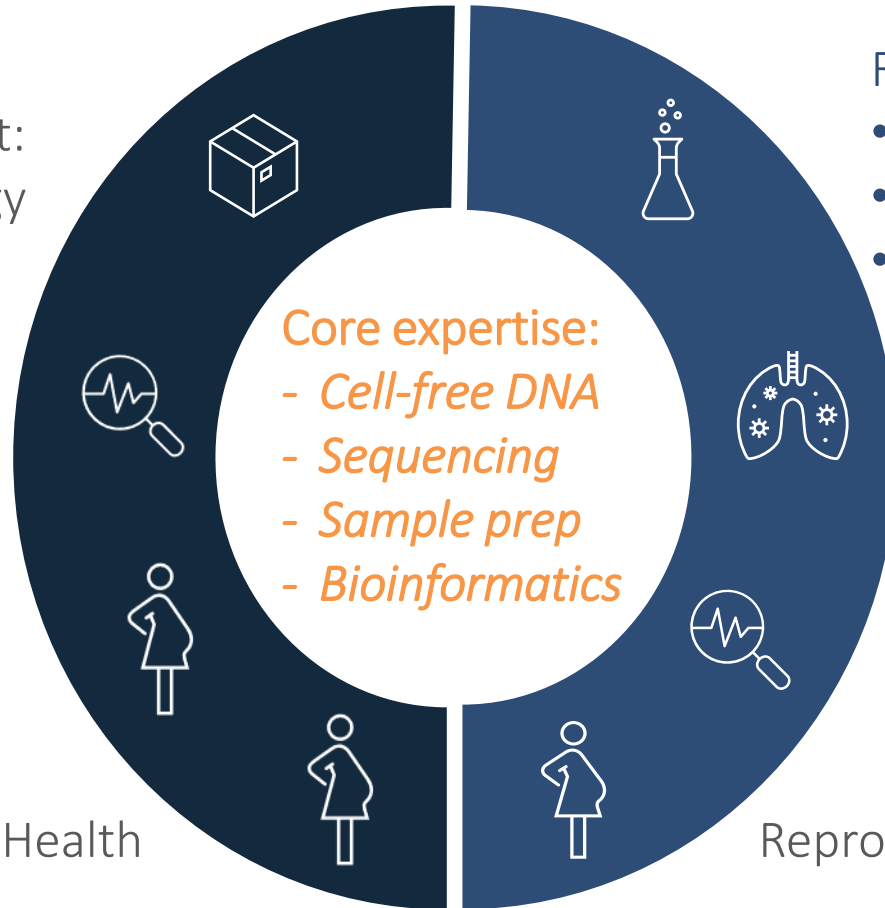 Core expertise:
- Cell-free DNA
- Sequencing
- Sample prep
- Bioinformatics
Health
Repro